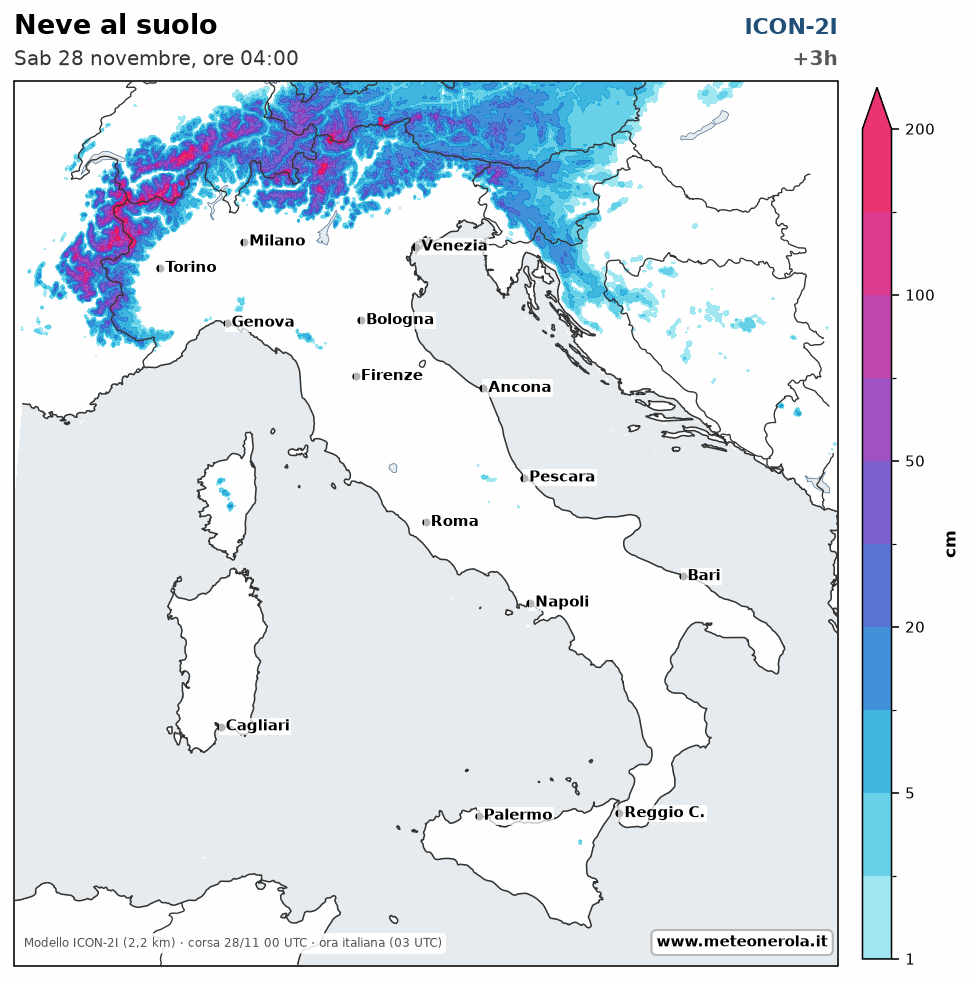 Neve al suolo
ICON-2I
Sab 28 novembre, ore 04:00
+3h
200
Milano
Venezia
Torino
100
Genova
Bologna
Firenze
Ancona
50
Pescara
Roma
cm
Bari
Napoli
20
Cagliari
5
Palermo
Reggio C.
Modello ICON-2I (2,2 km) · corsa 28/11 00 UTC · ora italiana (03 UTC)
www.meteonerola.it
1